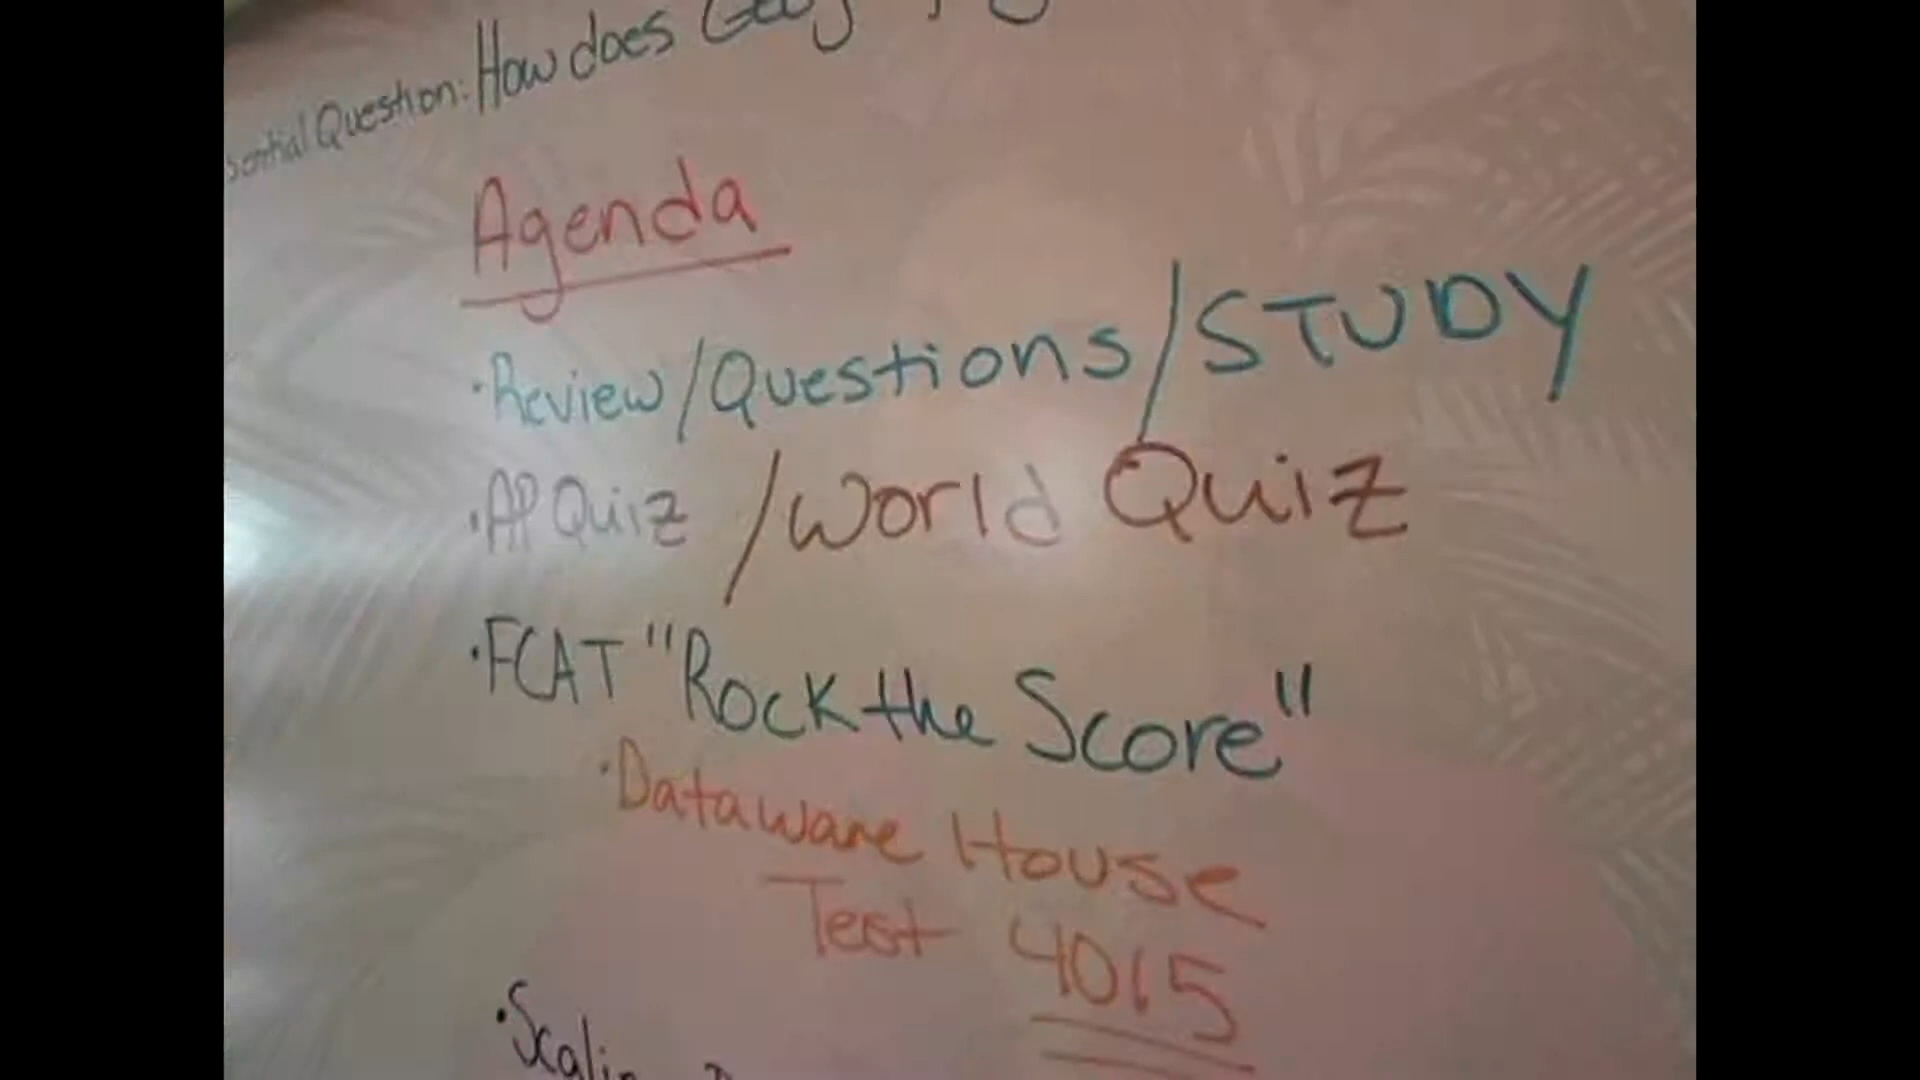 Question: How does
Agenda
·Review/Questions/STUDY
·AP Quiz /World Quiz
·FCAT "Rock the Score"
·Dataware House
Test 4015